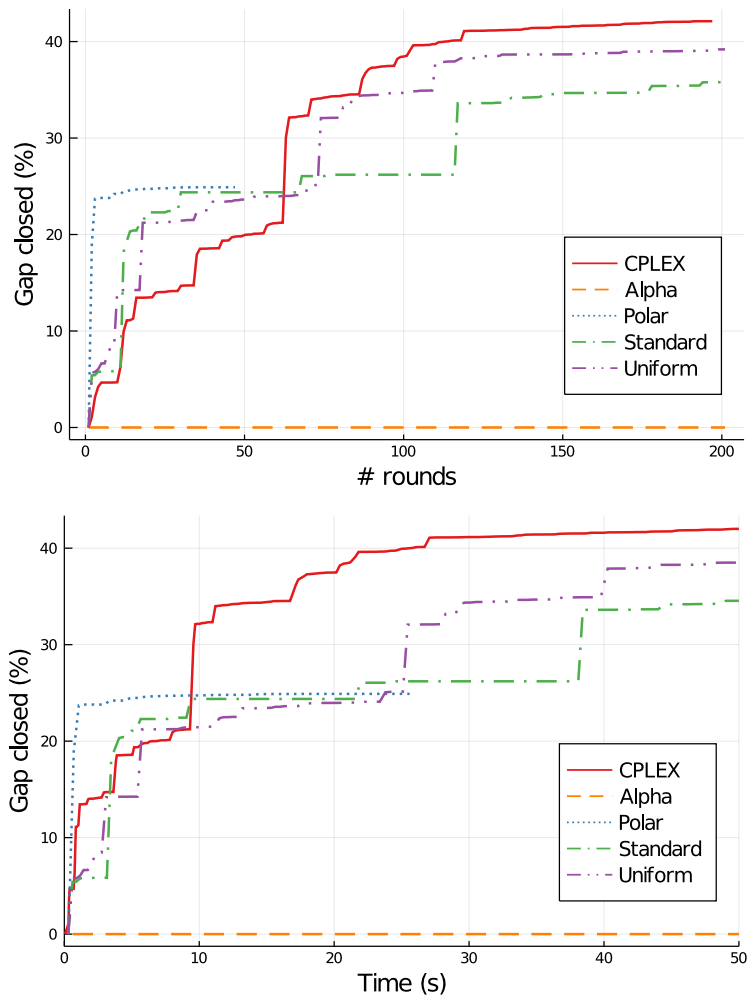 Gap closed (%)
40
30
20
10
0
CPLEX
Alpha
Polar
Standard
Uniform
0 50 100 150 200
# rounds
Gap closed (%)
40
30
20
10
0
CPLEX
Alpha
Polar
Standard
Uniform
0 10 20 30 40 50
Time (s)